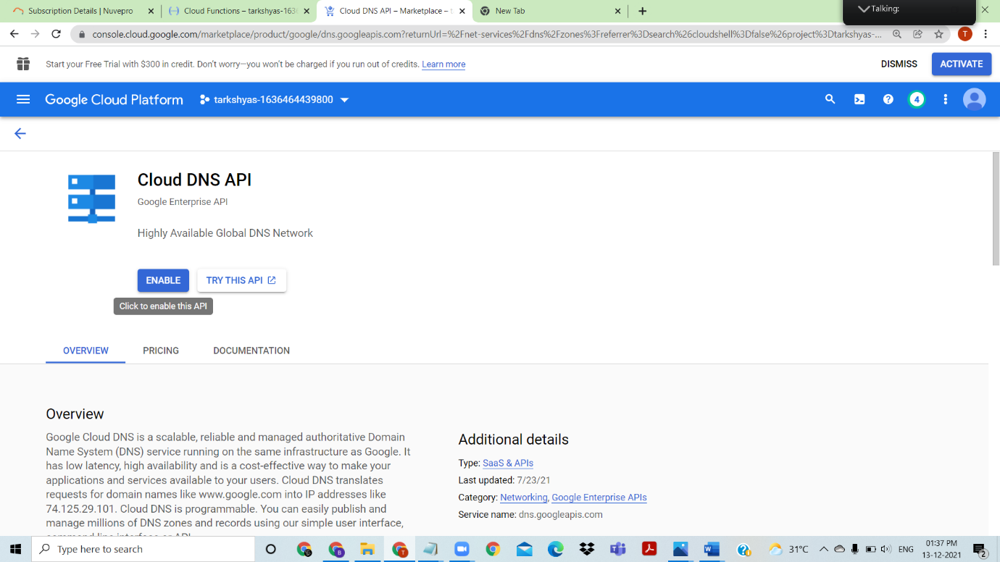 Subscription Details | Nuvepro
Cloud Functions – tarkshyas-1636
Cloud DNS API – Marketplace – t
New Tab
Talking:
console.cloud.google.com/marketplace/product/google/dns.googleapis.com?returnUrl=%2Fnet-services%2Fdns%2Fzones%3Freferrer%3Dsearch%26cloudshell%3Dfalse%26project%3Dtarkshyas-...
T
Start your Free Trial with $300 in credit. Don't worry—you won't be charged if you run out of credits. Learn more
DISMISS
ACTIVATE
Google Cloud Platform
tarkshyas-1636464439800
4
Cloud DNS API
Google Enterprise API
Highly Available Global DNS Network
ENABLE
TRY THIS API
Click to enable this API
OVERVIEW
PRICING
DOCUMENTATION
Overview
Google Cloud DNS is a scalable, reliable and managed authoritative Domain
Name System (DNS) service running on the same infrastructure as Google. It
has low latency, high availability and is a cost-effective way to make your
applications and services available to your users. Cloud DNS translates
requests for domain names like www.google.com into IP addresses like
74.125.29.101. Cloud DNS is programmable. You can easily publish and
manage millions of DNS zones and records using our simple user interface,
command-line interface or API
Additional details
Type: SaaS & APIs
Last updated: 7/23/21
Category: Networking, Google Enterprise APIs
Service name: dns.googleapis.com
Type here to search
31°C
ENG
01:37 PM
13-12-2021
2